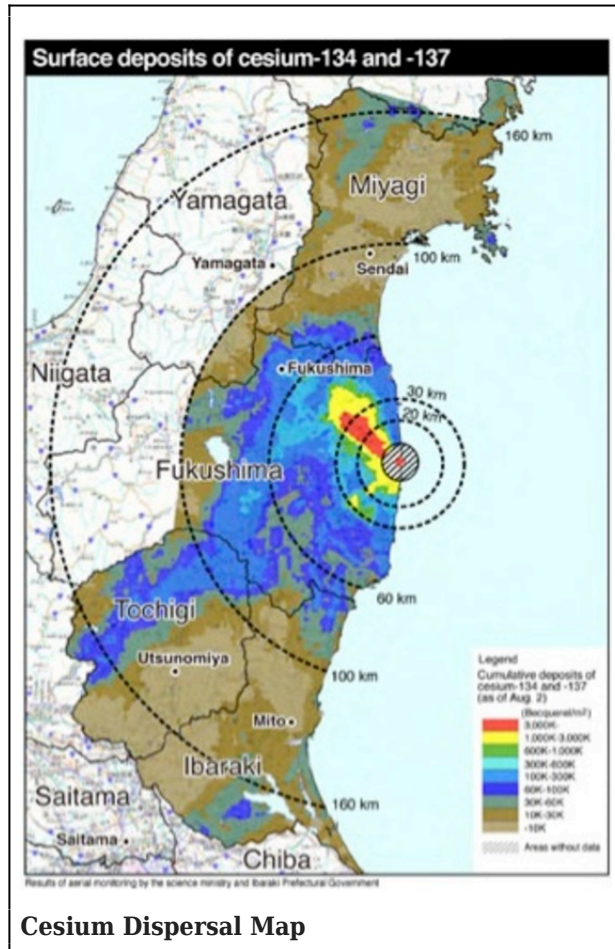 Surface deposits of cesium-134 and -137
160 km
Miyagi
Yamagata
Yamagata
100 km
Sendai
Niigata
Fukushima
30 km
20 km
Fukushima
60 km
Tochigi
Utsunomiya
100 km
Mito
Ibaraki
160 km
Saitama
Saitama
Chiba
Legend
Cumulative deposits of
cesium-134 and -137
(as of Aug. 2)
(Becquerel/m²)
3,000K-
1,000K-3,000K
600K-1,000K
300K-600K
100K-300K
60K-100K
30K-60K
10K-30K
-10K
Areas without data
Results of aerial monitoring by the science ministry and Ibaraki Prefectural Government
Cesium Dispersal Map